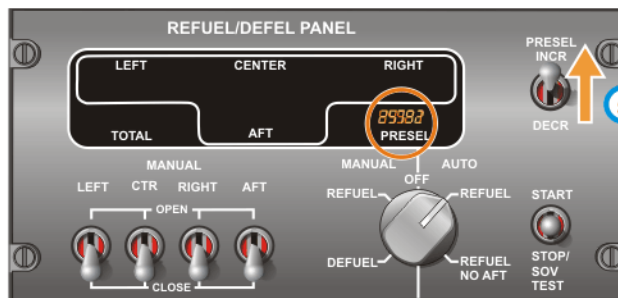 REFUEL/DEFEL PANEL
PRESEL
INCR
LEFT CENTER RIGHT
DECR
TOTAL AFT PRESEL
MANUAL MANUAL AUTO
OFF
LEFT CTR RIGHT AFT
REFUEL REFUEL START
OPEN
DEFUEL REFUEL
NO AFT
STOP/
SOV
TEST
CLOSE